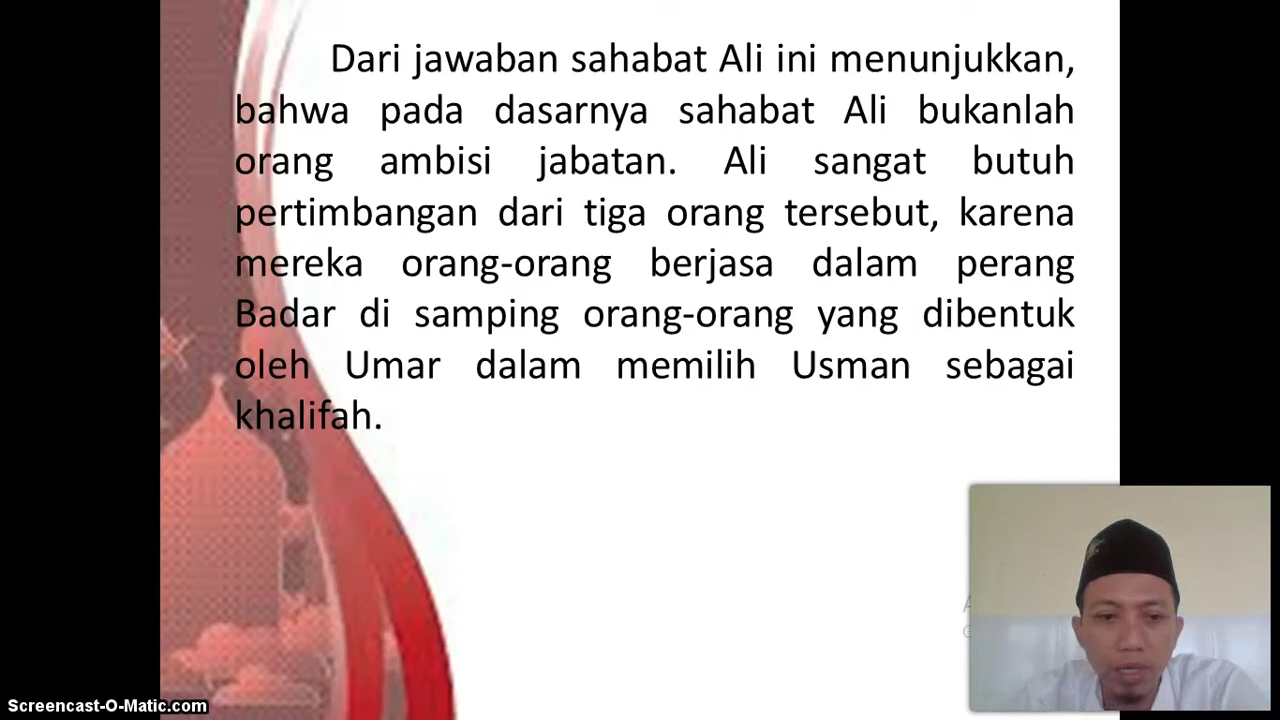 Dari jawaban sahabat Ali ini menunjukkan,
bahwa pada dasarnya sahabat Ali bukanlah
orang ambisi jabatan. Ali sangat butuh
pertimbangan dari tiga orang tersebut, karena
mereka orang-orang berjasa dalam perang
Badar di samping orang-orang yang dibentuk
oleh Umar dalam memilih Usman sebagai
khalifah.
Screencast-O-Matic.com